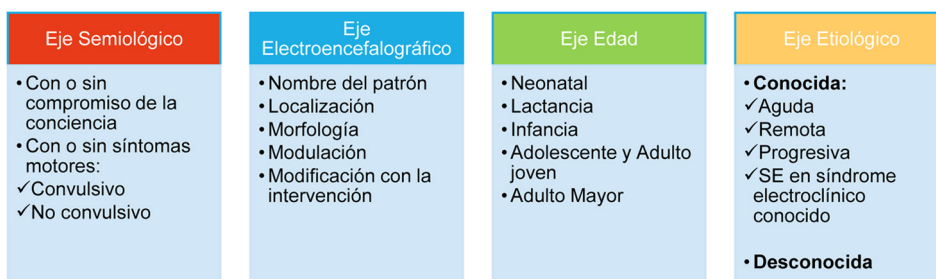 Eje Semiológico
• Con o sin
compromiso de la
conciencia
• Con o sin síntomas
motores:
✓Convulsivo
✓No convulsivo
Eje
Electroencefalográfico
• Nombre del patrón
• Localización
• Morfología
• Modulación
• Modificación con la
intervención
Eje Edad
• Neonatal
• Lactancia
• Infancia
• Adolescente y Adulto
joven
• Adulto Mayor
Eje Etiológico
• Conocida:
✓Aguda
✓Remota
✓Progresiva
✓SE en síndrome
electroclínico
conocido
• Desconocida